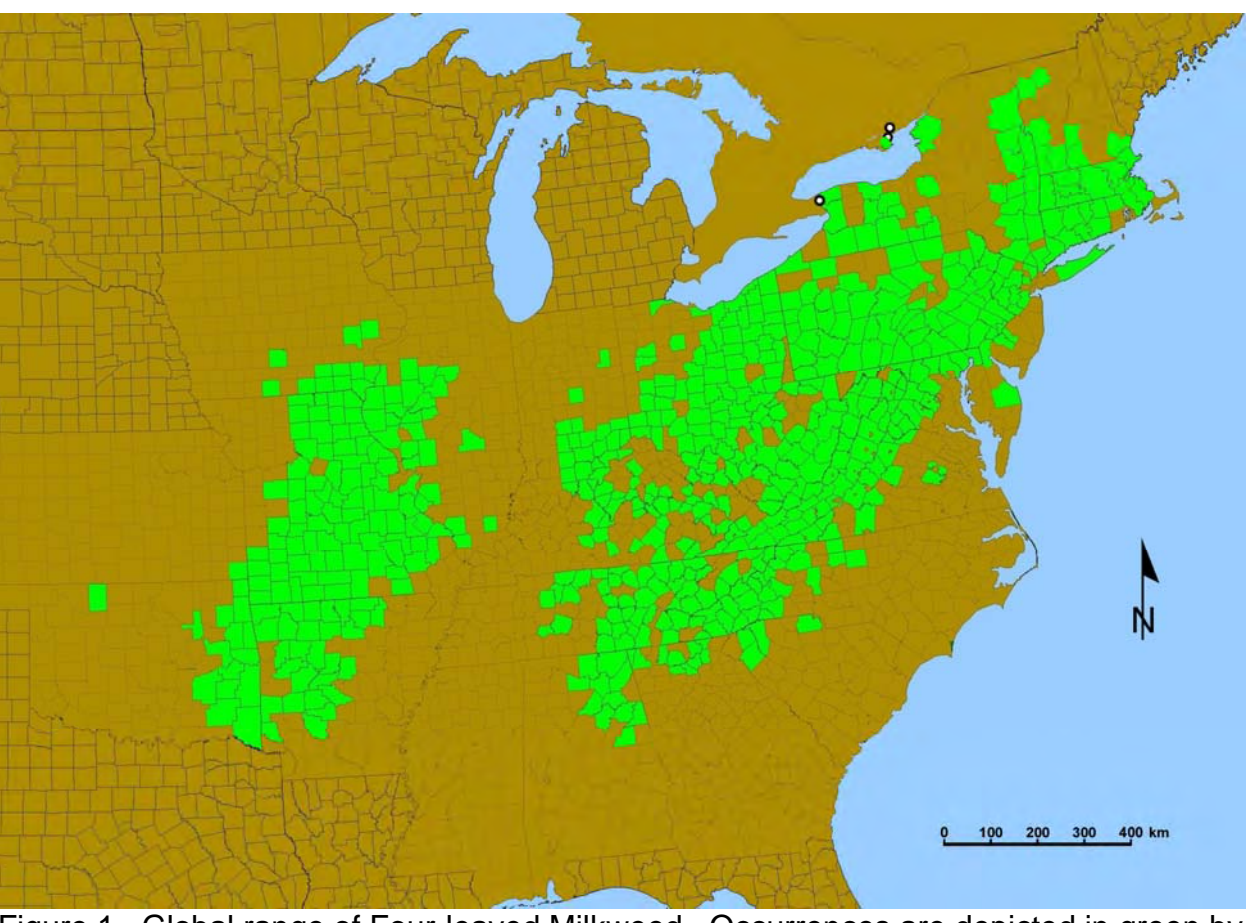 N
0 100 200 300 400 km
Figure 1. Global range of Four-leaved Milkweed. Occurrences are depicted in green by